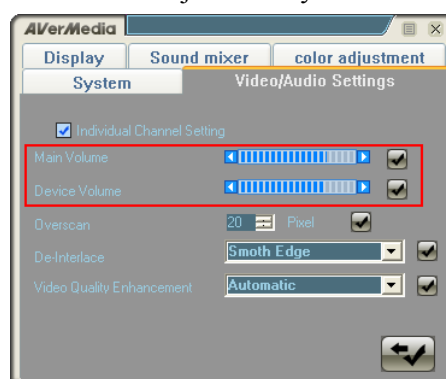 AVerMedia
Display Sound mixer color adjustment
System Video/Audio Settings
Individual Channel Setting
Main Volume
Device Volume
Overscan 20 Pixel
De-Interlace Smoth Edge
Video Quality Enhancement Automatic